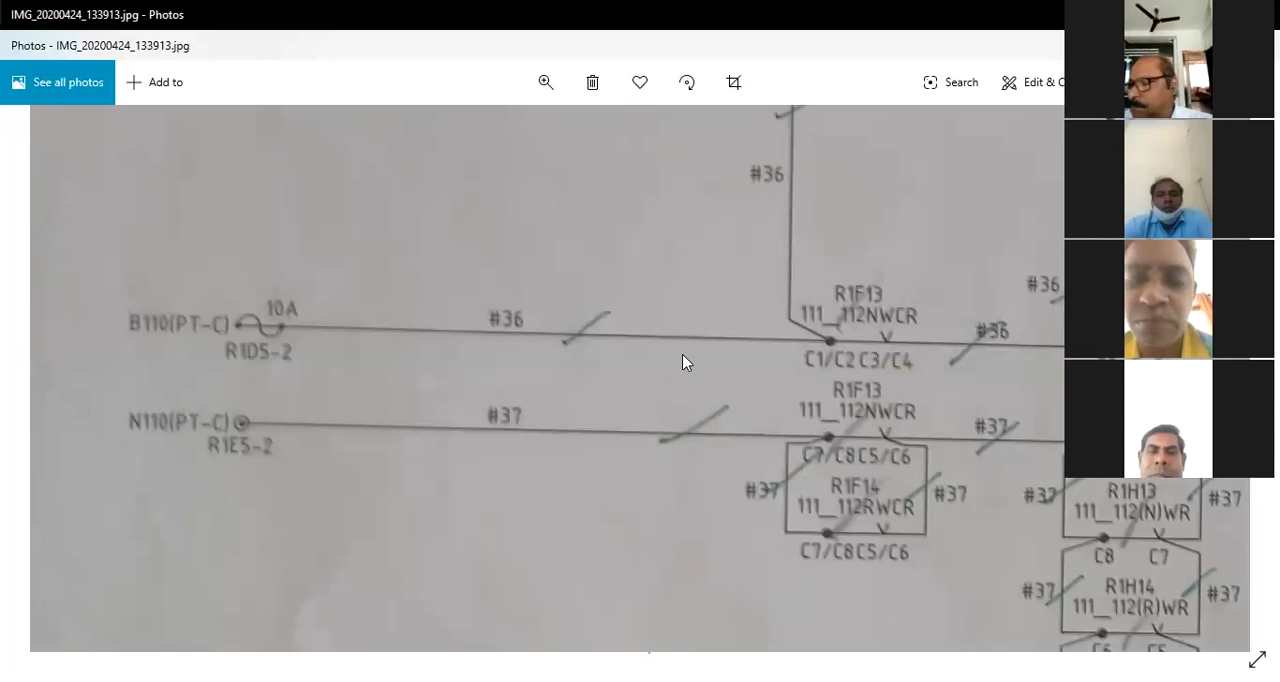 IMG_20200424_133913.jpg - Photos
Photos - IMG_20200424_133913.jpg
See all photos
Add to
Search
Edit & C
#36
B110(PT-C)
10A
R1D5-2
#36
R1F13
111__112NWCR
C1/C2 C3/C4
#36
#36
N110(PT-C)
R1E5-2
#37
R1F13
111__112NWCR
C7/C8 C5/C6
#37
#37
R1F14
111__112RWCR
#37
C7/C8 C5/C6
#37
R1H13
111__112(N)WR
#37
C8 C7
#37
R1H14
111__112(R)WR
#37
C6 C5